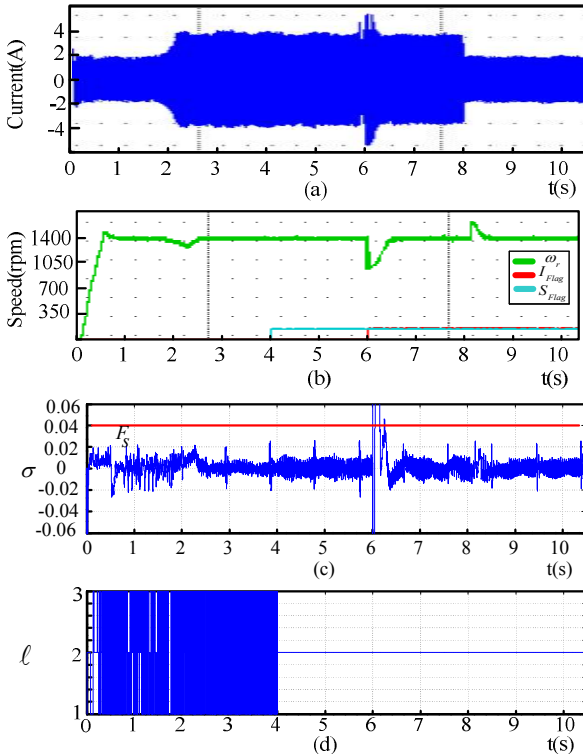 Current(A)
4
2
0
-2
-4
0 1 2 3 4 5 6 7 8 9 10
t(s)
(a)
Speed(rpm)
1400
1050
700
350
ω_r
I_Flag
S_Flag
0 1 2 3 4 5 6 7 8 9 10
t(s)
(b)
σ
0.06
0.04
0.02
0
-0.02
-0.04
-0.06
F_S
0 1 2 3 4 5 6 7 8 9 10
(c)
t(s)
ℓ
3
2
1
0 1 2 3 4 5 6 7 8 9 10
(d)
t(s)